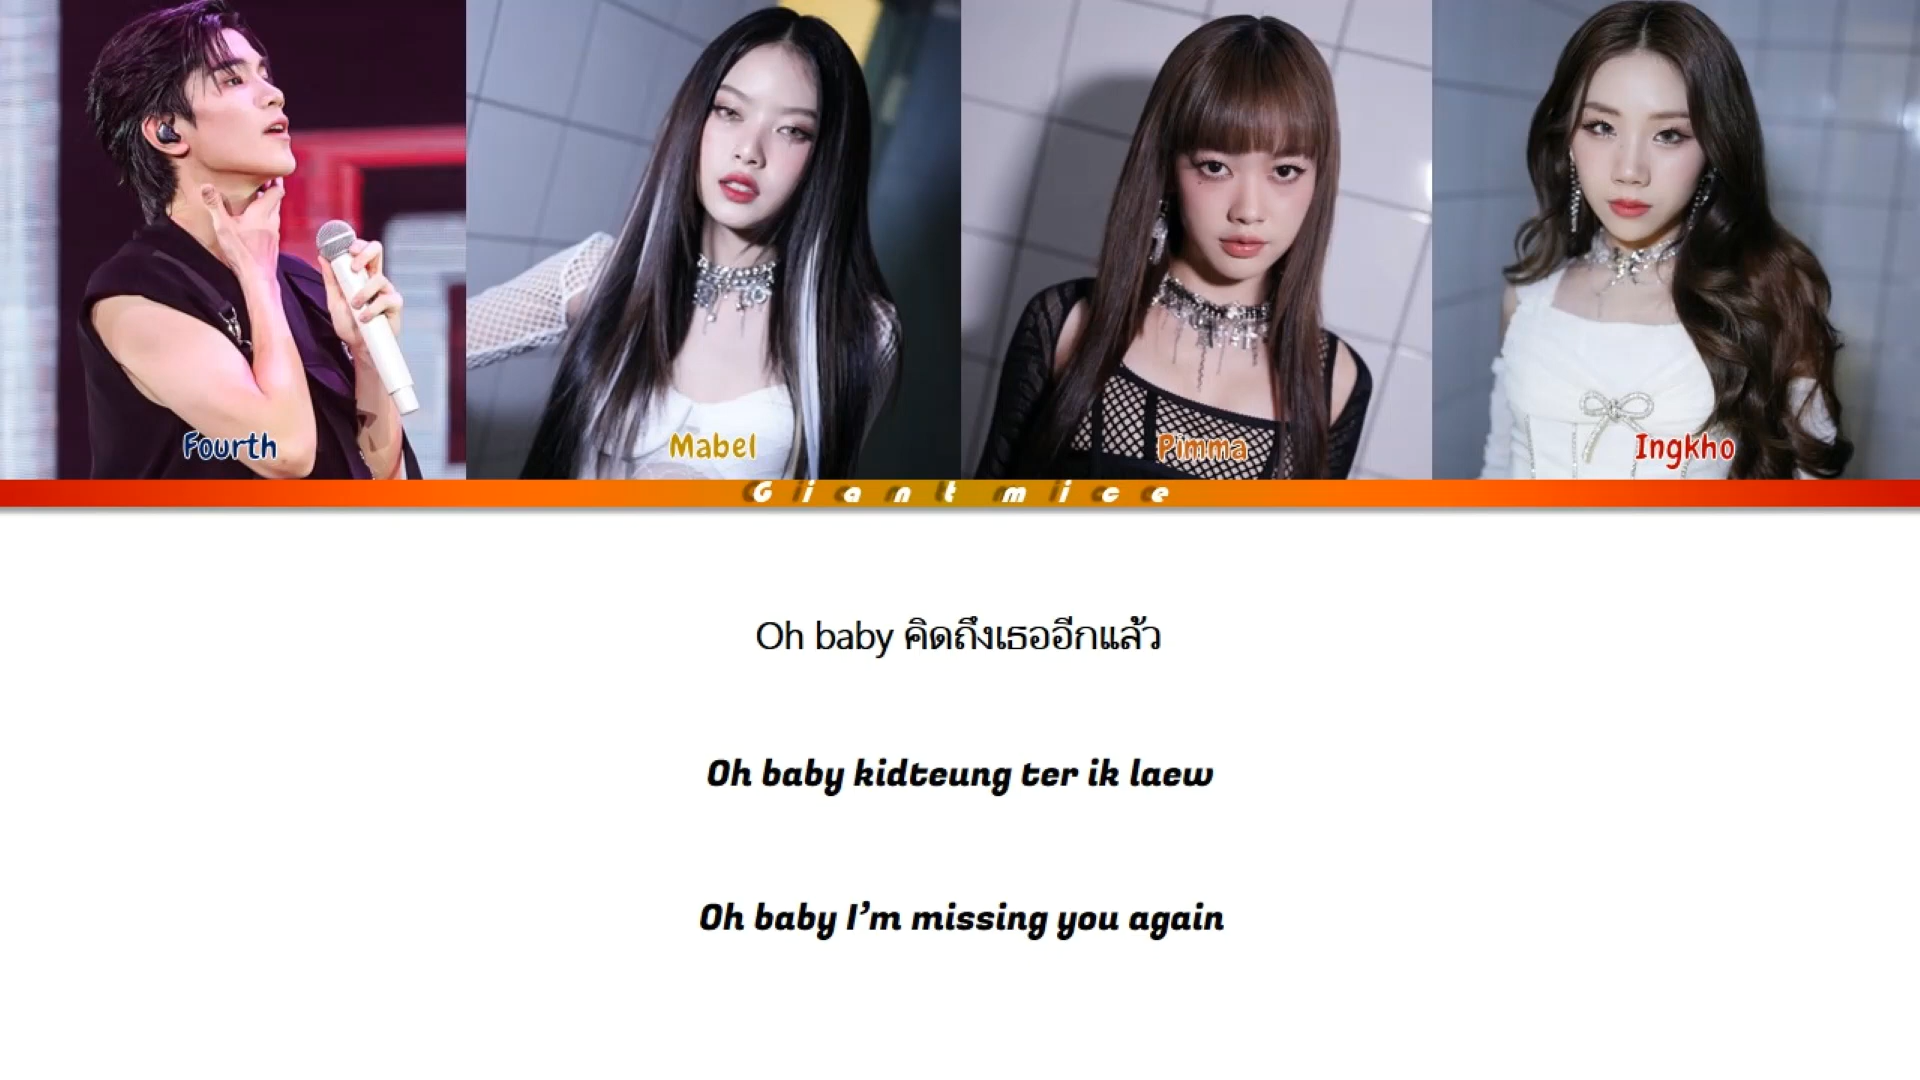 Fourth
Mabel
Pimma
Ingkho
Giant mice
Oh baby คิดถึงเธออีกแล้ว
Oh baby kidteung ter ik laew
Oh baby I’m missing you again